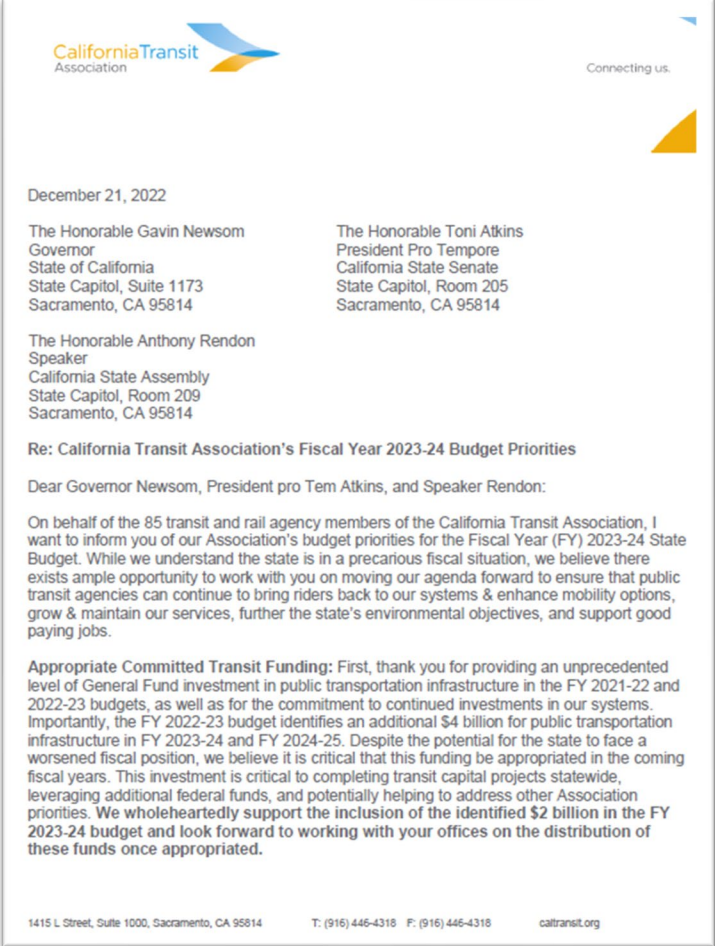 CaliforniaTransit
Association
Connecting us.
December 21, 2022
The Honorable Gavin Newsom
Governor
State of California
State Capitol, Suite 1173
Sacramento, CA 95814
The Honorable Toni Atkins
President Pro Tempore
California State Senate
State Capitol, Room 205
Sacramento, CA 95814
The Honorable Anthony Rendon
Speaker
California State Assembly
State Capitol, Room 209
Sacramento, CA 95814
Re: California Transit Association's Fiscal Year 2023-24 Budget Priorities
Dear Governor Newsom, President pro Tem Atkins, and Speaker Rendon:
On behalf of the 85 transit and rail agency members of the California Transit Association, I
want to inform you of our Association's budget priorities for the Fiscal Year (FY) 2023-24 State
Budget. While we understand the state is in a precarious fiscal situation, we believe there
exists ample opportunity to work with you on moving our agenda forward to ensure that public
transit agencies can continue to bring riders back to our systems & enhance mobility options,
grow & maintain our services, further the state's environmental objectives, and support good
paying jobs.
Appropriate Committed Transit Funding: First, thank you for providing an unprecedented
level of General Fund investment in public transportation infrastructure in the FY 2021-22 and
2022-23 budgets, as well as for the commitment to continued investments in our systems.
Importantly, the FY 2022-23 budget identifies an additional $4 billion for public transportation
infrastructure in FY 2023-24 and FY 2024-25. Despite the potential for the state to face a
worsened fiscal position, we believe it is critical that this funding be appropriated in the coming
fiscal years. This investment is critical to completing transit capital projects statewide,
leveraging additional federal funds, and potentially helping to address other Association
priorities. We wholeheartedly support the inclusion of the identified $2 billion in the FY
2023-24 budget and look forward to working with your offices on the distribution of
these funds once appropriated.
1415 L Street, Suite 1000, Sacramento, CA 95814 T: (916) 446-4318 F: (916) 446-4318 caltransit.org